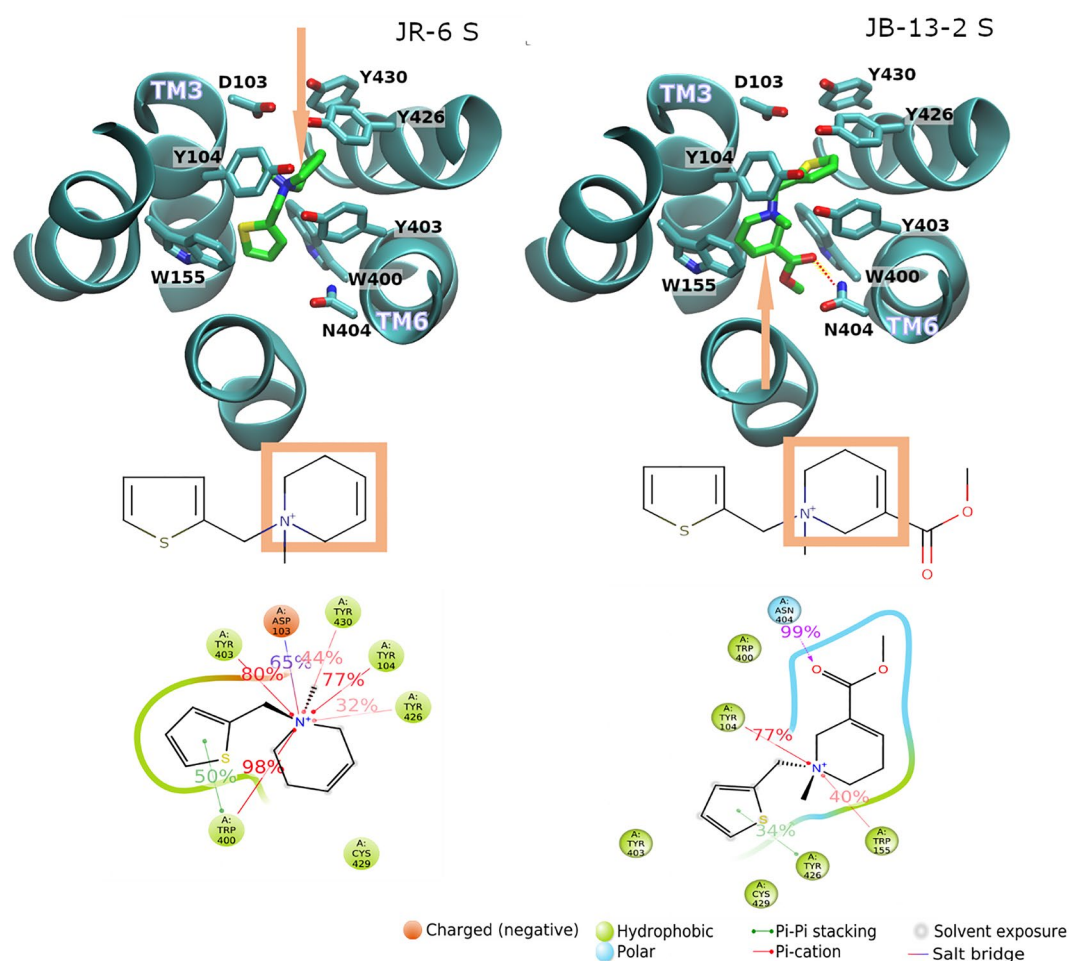 JR-6 S
JB-13-2 S
TM3
D103
Y430
Y426
Y104
Y403
W155
W400
N404
TM6
TM3
D103
Y430
Y426
Y104
Y403
W155
W400
N404
TM6
S
N+
S
N+
O
O
A:
TYR
403
A:
ASP
103
A:
TYR
430
A:
TYR
104
A:
TYR
426
A:
TRP
400
A:
CYS
429
80%
65%
44%
77%
32%
50%
98%
N+
S
A:
ASN
404
99%
A:
TRP
400
O
O
A:
TYR
104
77%
N+
40%
S
34%
A:
TYR
403
A:
TYR
426
A:
TRP
155
A:
CYS
429
Charged (negative)
Hydrophobic
Polar
Pi-Pi stacking
Pi-cation
Solvent exposure
Salt bridge